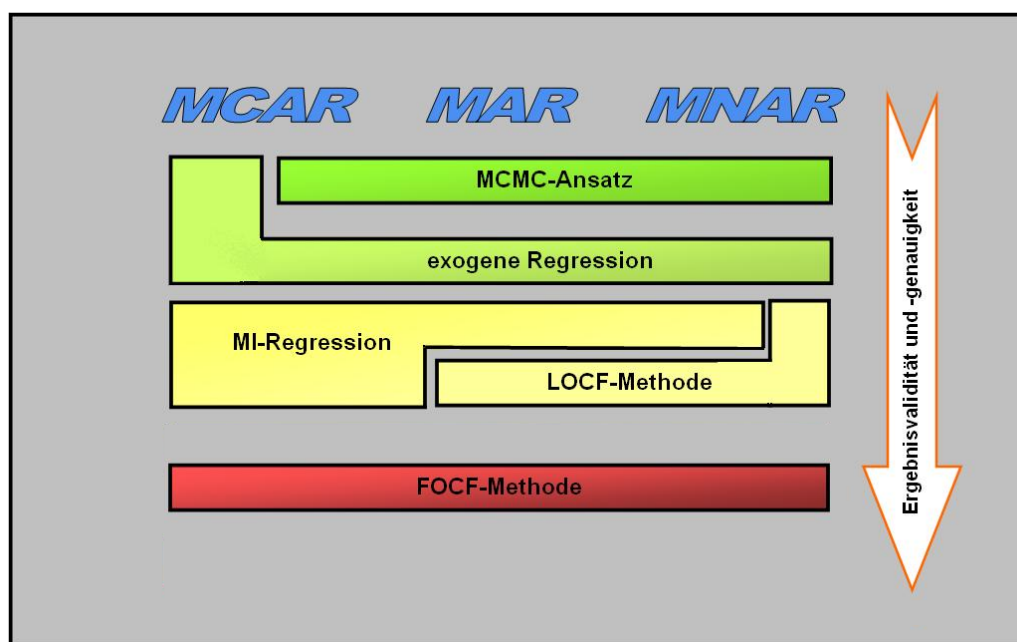 MCAR MAR MNAR
MCMC-Ansatz
exogene Regression
MI-Regression
LOCF-Methode
FOCF-Methode
Ergebnisvalidität und -genauigkeit